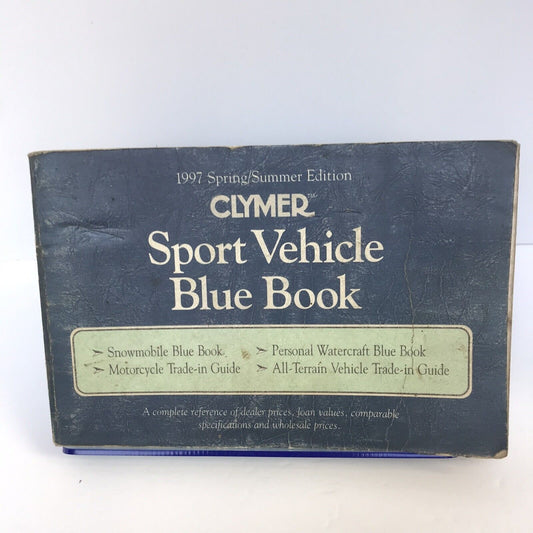 1997 Spring/Summer Edition
CLYMER™
Sport Vehicle
Blue Book
➣ Snowmobile Blue Book ➣ Personal Watercraft Blue Book
➣ Motorcycle Trade-in Guide ➣ All-Terrain Vehicle Trade-in Guide
A complete reference of dealer prices, loan values, comparable
specifications and wholesale prices.